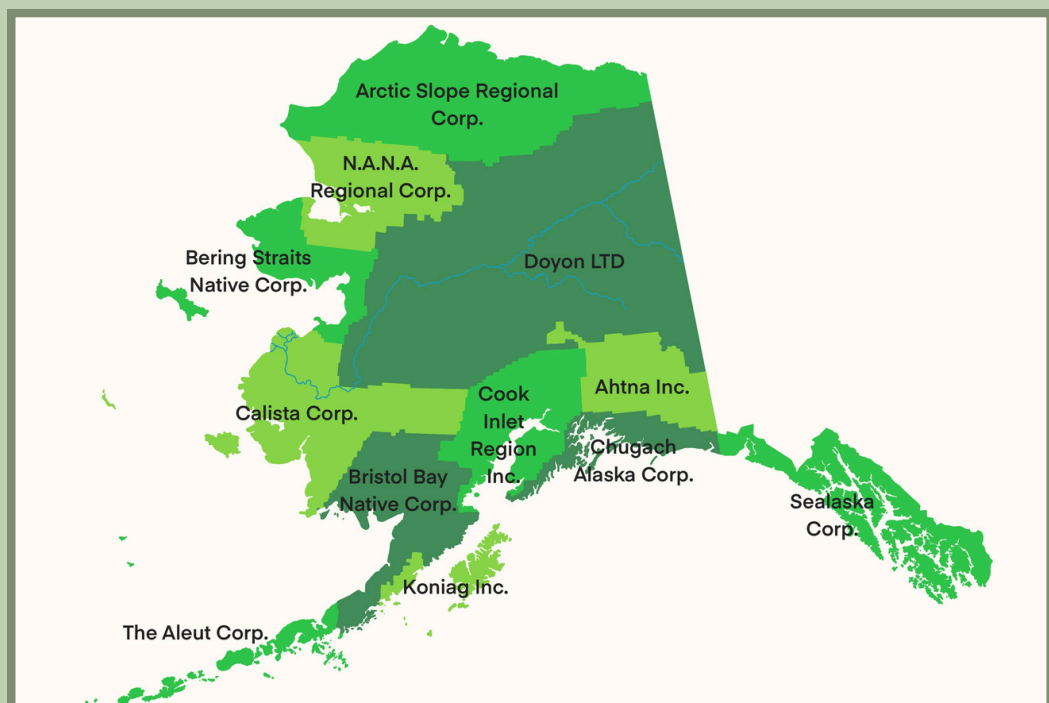 Arctic Slope Regional
Corp.
N.A.N.A.
Regional Corp.
Bering Straits
Native Corp.
Doyon LTD
Calista Corp.
Cook
Inlet
Region
Inc.
Ahtna Inc.
Chugach
Alaska Corp.
Bristol Bay
Native Corp.
Sealaska
Corp.
Koniag Inc.
The Aleut Corp.